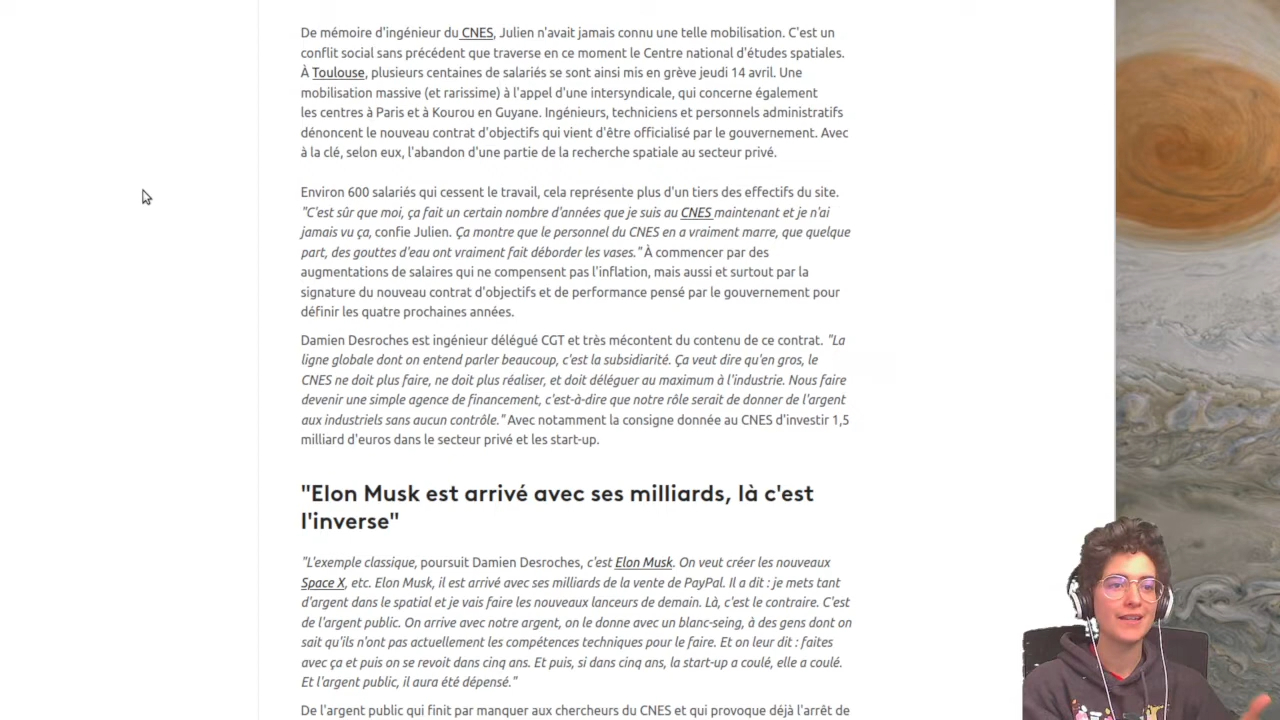 De mémoire d'ingénieur du CNES, Julien n'avait jamais connu une telle mobilisation. C'est un
conflit social sans précédent que traverse en ce moment le Centre national d'études spatiales.
À Toulouse, plusieurs centaines de salariés se sont ainsi mis en grève jeudi 14 avril. Une
mobilisation massive (et rarissime) à l'appel d'une intersyndicale, qui concerne également
les centres à Paris et à Kourou en Guyane. Ingénieurs, techniciens et personnels administratifs
dénoncent le nouveau contrat d'objectifs qui vient d'être officialisé par le gouvernement. Avec
à la clé, selon eux, l'abandon d'une partie de la recherche spatiale au secteur privé.
Environ 600 salariés qui cessent le travail, cela représente plus d'un tiers des effectifs du site.
"C'est sûr que moi, ça fait un certain nombre d'années que je suis au CNES maintenant et je n'ai
jamais vu ça, confie Julien. Ça montre que le personnel du CNES en a vraiment marre, que quelque
part, des gouttes d'eau ont vraiment fait déborder les vases." À commencer par des
augmentations de salaires qui ne compensent pas l'inflation, mais aussi et surtout par la
signature du nouveau contrat d'objectifs et de performance pensé par le gouvernement pour
définir les quatre prochaines années.
Damien Desroches est ingénieur délégué CGT et très mécontent du contenu de ce contrat. "La
ligne globale dont on entend parler beaucoup, c'est la subsidiarité. Ça veut dire qu'en gros, le
CNES ne doit plus faire, ne doit plus réaliser, et doit déléguer au maximum à l'industrie. Nous faire
devenir une simple agence de financement, c'est-à-dire que notre rôle serait de donner de l'argent
aux industriels sans aucun contrôle." Avec notamment la consigne donnée au CNES d'investir 1,5
milliard d'euros dans le secteur privé et les start-up.
"Elon Musk est arrivé avec ses milliards, là c'est
l'inverse"
"L'exemple classique, poursuit Damien Desroches, c'est Elon Musk. On veut créer les nouveaux
Space X, etc. Elon Musk, il est arrivé avec ses milliards de la vente de PayPal. Il a dit : je mets tant
d'argent dans le spatial et je vais faire les nouveaux lanceurs de demain. Là, c'est le contraire. C'est
de l'argent public. On arrive avec notre argent, on le donne avec un blanc-seing, à des gens dont on
sait qu'ils n'ont pas actuellement les compétences techniques pour le faire. Et on leur dit : faites
avec ça et puis on se revoit dans cinq ans. Et puis, si dans cinq ans, la start-up a coulé, elle a coulé.
Et l'argent public, il aura été dépensé."
De l'argent public qui finit par manquer aux chercheurs du CNES et qui provoque déjà l'arrêt de